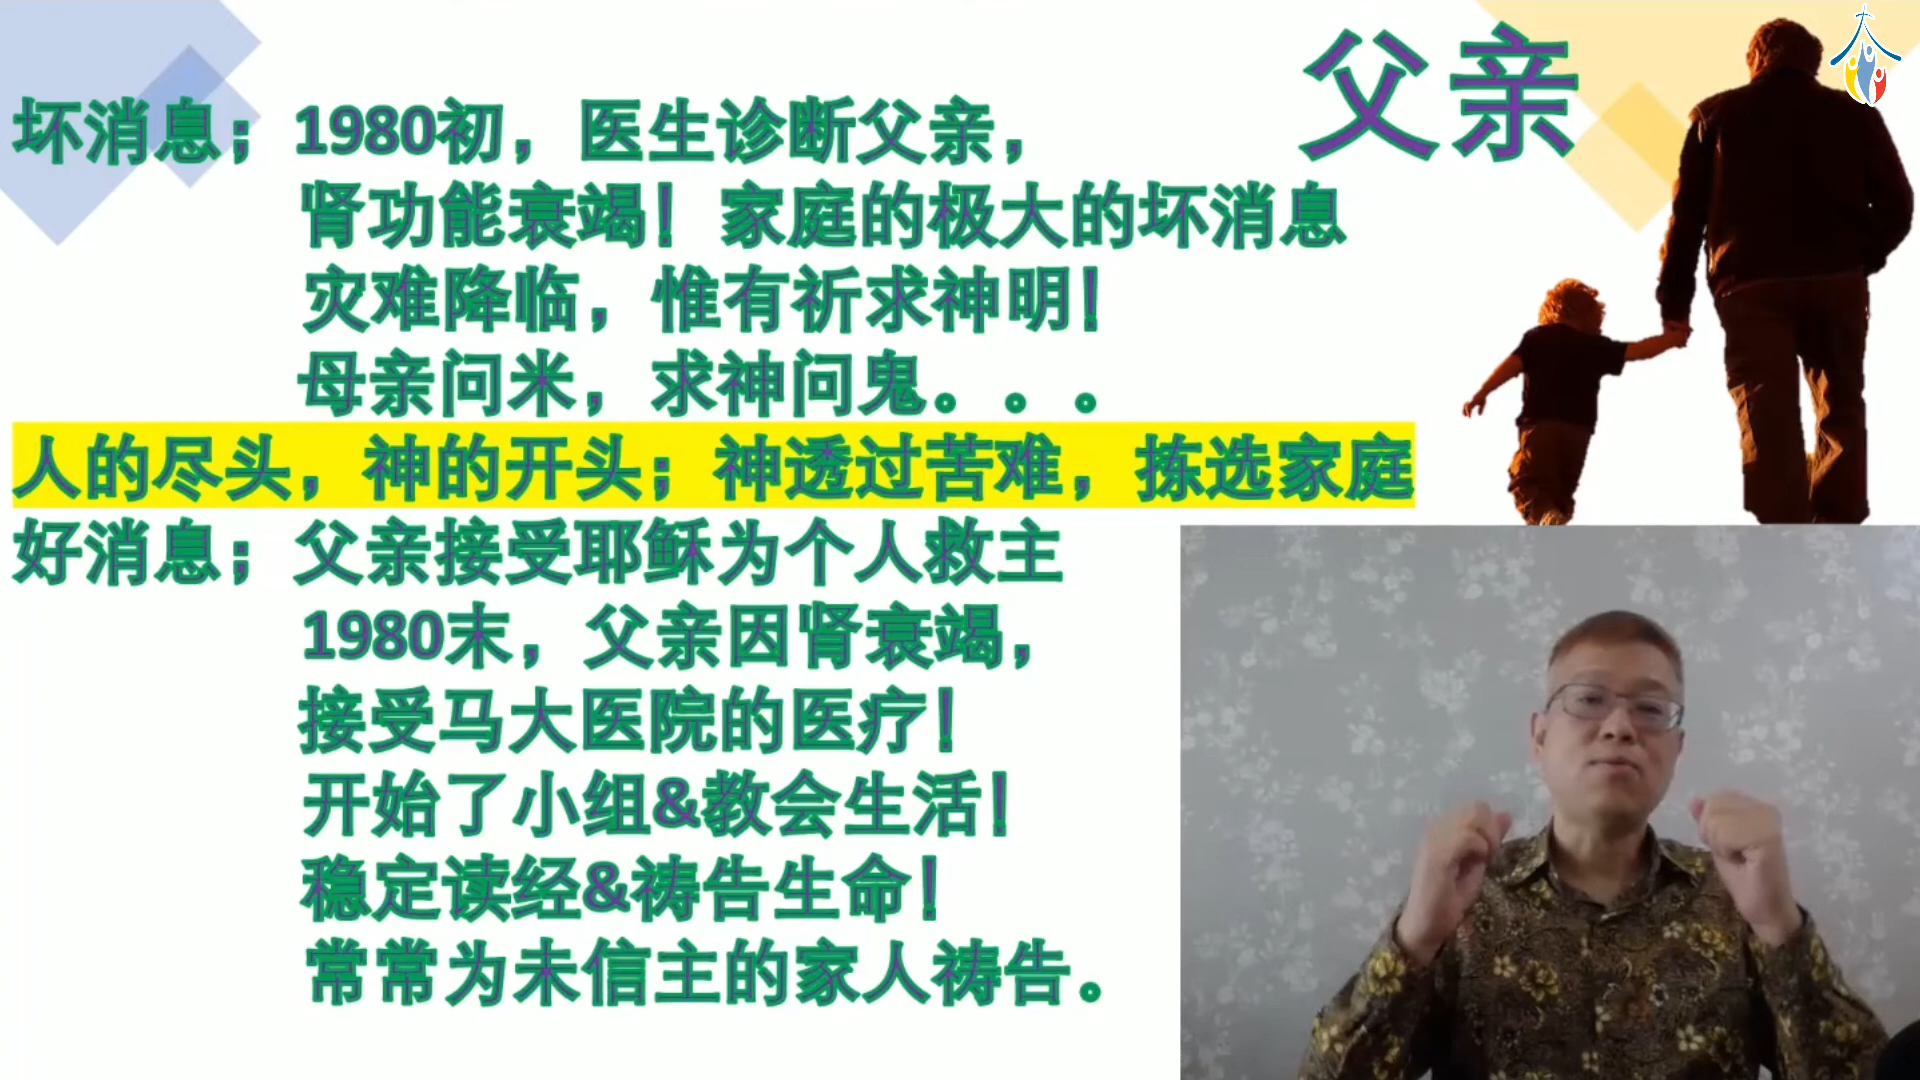 父亲
坏消息；1980初，医生诊断父亲，
肾功能衰竭！家庭的极大的坏消息
灾难降临，惟有祈求神明！
母亲问米，求神问鬼。。。
人的尽头，神的开头；神透过苦难，拣选家庭
好消息；父亲接受耶稣为个人救主
1980末，父亲因肾衰竭，
接受马大医院的医疗！
开始了小组&教会生活！
稳定读经&祷告生命！
常常为未信主的家人祷告。